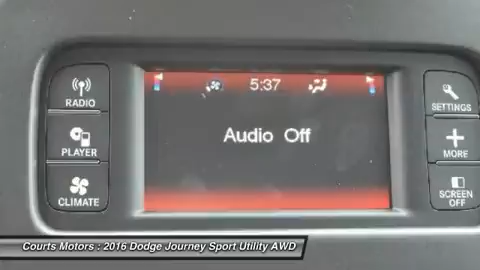 5:37
RADIO
SETTINGS
Audio Off
PLAYER
MORE
CLIMATE
SCREEN
OFF
Courts Motors : 2016 Dodge Journey Sport Utility AWD